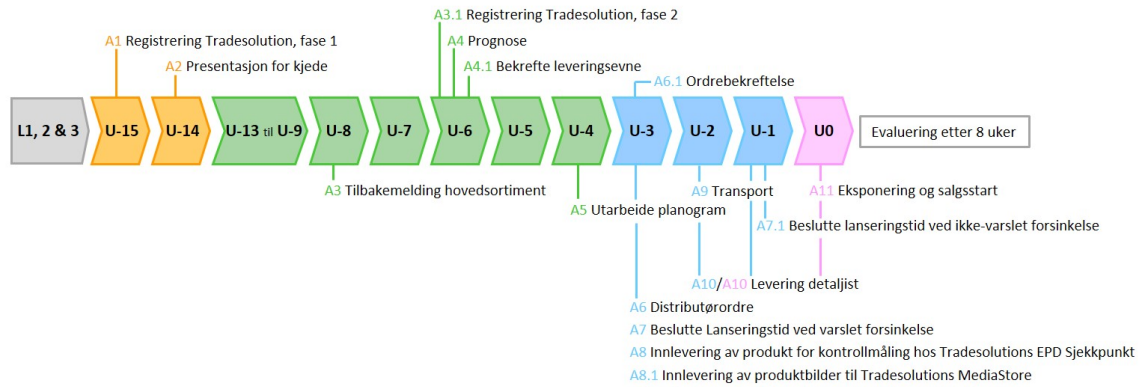 A3.1 Registrering Tradesolution, fase 2
A1 Registrering Tradesolution, fase 1
A4 Prognose
A2 Presentasjon for kjede
A4.1 Bekrefte leveringsevne
A6.1 Ordrebekreftelse
L1, 2 & 3
U-15
U-14
U-13 til U-9
U-8
U-7
U-6
U-5
U-4
U-3
U-2
U-1
U0
Evaluering etter 8 uker
A3 Tilbakemelding hovedsortiment
A9 Transport
A11 Eksponering og salgsstart
A5 Utarbeide planogram
A7.1 Beslutte lanseringstid ved ikke-varslet forsinkelse
A10/A10 Levering detaljist
A6 Distributørordre
A7 Beslutte Lanseringstid ved varslet forsinkelse
A8 Innlevering av produkt for kontrollmåling hos Tradesolutions EPD Sjekkpunkt
A8.1 Innlevering av produktbilder til Tradesolutions MediaStore